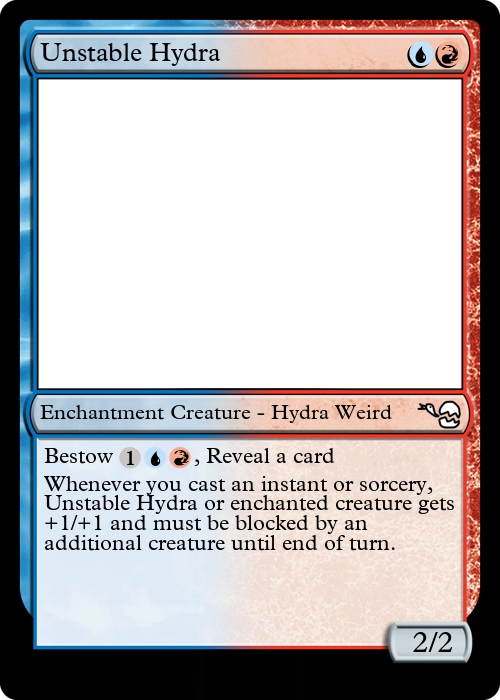 Unstable Hydra
Enchantment Creature - Hydra Weird
Bestow 1 , Reveal a card
Whenever you cast an instant or sorcery,
Unstable Hydra or enchanted creature gets
+1/+1 and must be blocked by an
additional creature until end of turn.
2/2